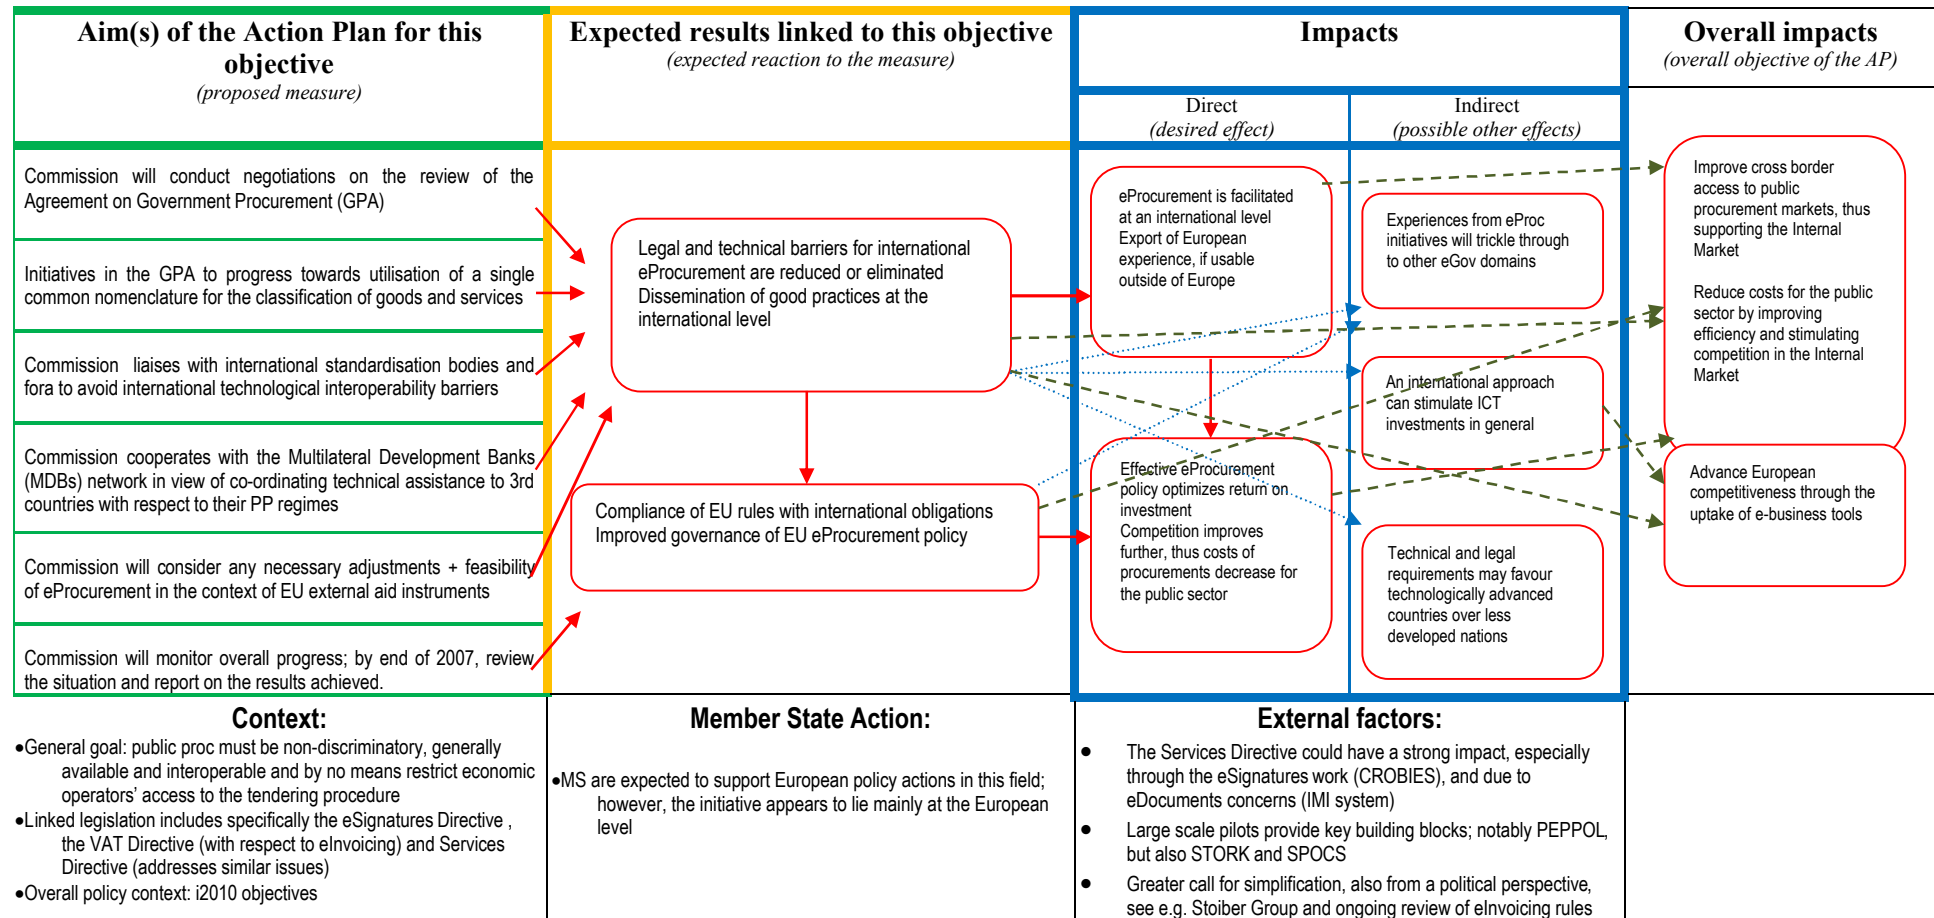 Aim(s) of the Action Plan for this
objective
(proposed measure)
Expected results linked to this objective
(expected reaction to the measure)
Impacts
Overall impacts
(overall objective of the AP)
Direct
(desired effect)
Indirect
(possible other effects)
Commission will conduct negotiations on the review of the
Agreement on Government Procurement (GPA)
Initiatives in the GPA to progress towards utilisation of a single
common nomenclature for the classification of goods and services
Commission liaises with international standardisation bodies and
fora to avoid international technological interoperability barriers
Commission cooperates with the Multilateral Development Banks
(MDBs) network in view of co-ordinating technical assistance to 3rd
countries with respect to their PP regimes
Commission will consider any necessary adjustments + feasibility
of eProcurement in the context of EU external aid instruments
Commission will monitor overall progress; by end of 2007, review
the situation and report on the results achieved.
Legal and technical barriers for international
eProcurement are reduced or eliminated
Dissemination of good practices at the
international level
Compliance of EU rules with international obligations
Improved governance of EU eProcurement policy
eProcurement is facilitated
at an international level
Export of European
experience, if usable
outside of Europe
Effective eProcurement
policy optimizes return on
investment
Competition improves
further, thus costs of
procurements decrease for
the public sector
Experiences from eProc
initiatives will trickle through
to other eGov domains
An international approach
can stimulate ICT
investments in general
Technical and legal
requirements may favour
technologically advanced
countries over less
developed nations
Improve cross border
access to public
procurement markets, thus
supporting the Internal
Market
Reduce costs for the public
sector by improving
efficiency and stimulating
competition in the Internal
Market
Advance European
competitiveness through the
uptake of e-business tools
Context:
•General goal: public proc must be non-discriminatory, generally
available and interoperable and by no means restrict economic
operators' access to the tendering procedure
•Linked legislation includes specifically the eSignatures Directive ,
the VAT Directive (with respect to eInvoicing) and Services
Directive (addresses similar issues)
•Overall policy context: i2010 objectives
Member State Action:
•MS are expected to support European policy actions in this field;
however, the initiative appears to lie mainly at the European
level
External factors:
• The Services Directive could have a strong impact, especially
through the eSignatures work (CROBIES), and due to
eDocuments concerns (IMI system)
• Large scale pilots provide key building blocks; notably PEPPOL,
but also STORK and SPOCS
• Greater call for simplification, also from a political perspective,
see e.g. Stoiber Group and ongoing review of eInvoicing rules